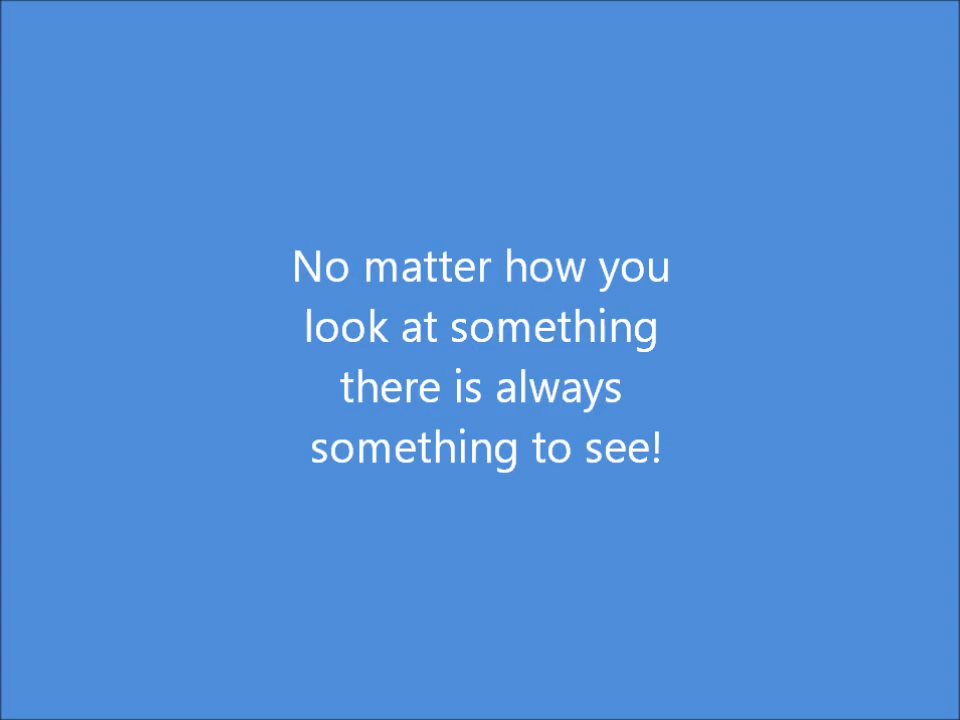 No matter how you
look at something
there is always
something to see!